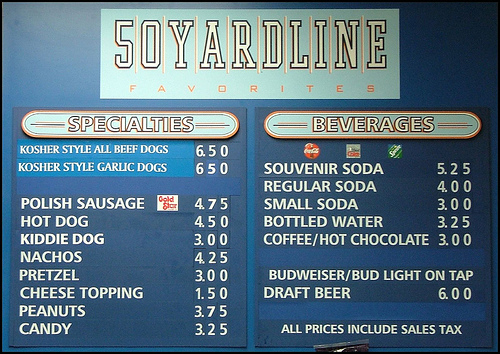 50YARDLINE
FAVORITES
SPECIALTIES
KOSHER STYLE ALL BEEF DOGS 6.50
KOSHER STYLE GARLIC DOGS 6 50
POLISH SAUSAGE Gold Star 4.75
HOT DOG 4.50
KIDDIE DOG 3.00
NACHOS 4.25
PRETZEL 3.00
CHEESE TOPPING 1.50
PEANUTS 3.75
CANDY 3.25
BEVERAGES
Coca-Cola
SOUVENIR SODA 5.25
REGULAR SODA 4.00
SMALL SODA 3.00
BOTTLED WATER 3.25
COFFEE/HOT CHOCOLATE 3.00
BUDWEISER/BUD LIGHT ON TAP
DRAFT BEER 6.00
ALL PRICES INCLUDE SALES TAX